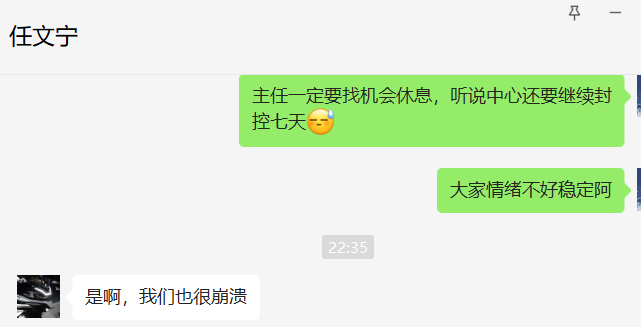 任文宁
主任一定要找机会休息，听说中心还要继续封
控七天😅
大家情绪不好稳定阿
22:35
是啊，我们也很崩溃